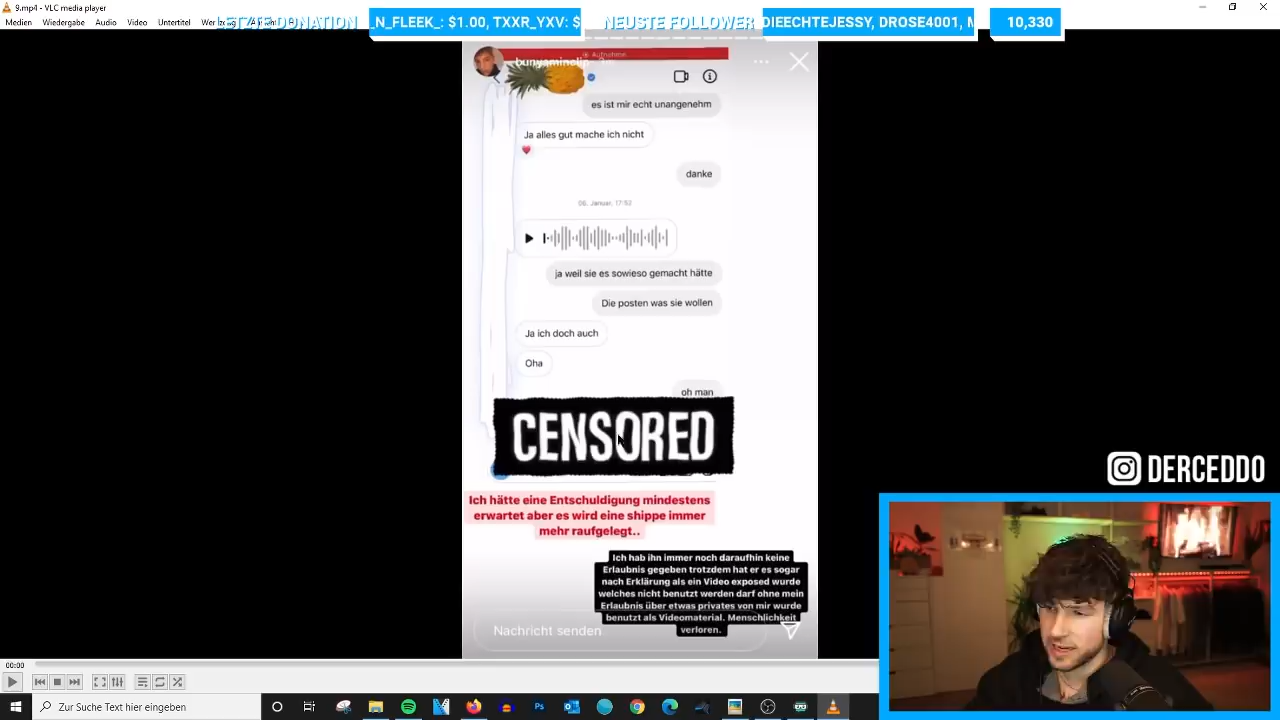 9.mp4 - VLC media player
Medien Wiedergabe Audio Video Untertitel
LETZTE DONATION _N_FLEEK_: $1.00, TXXR_YXV: $ NEUSTE FOLLOWER DIEECHTEJESSY, DROSE4001, 10,330
Aufnahme
bunyaminclip
es ist mir echt unangenehm
Ja alles gut mache ich nicht
danke
06. Januar, 17:52
ja weil sie es sowieso gemacht hätte
Die posten was sie wollen
Ja ich doch auch
Oha
oh man
CENSORED
Ich hätte eine Entschuldigung mindestens
erwartet aber es wird eine shippe immer
mehr raufgelegt..
Ich hab ihn immer noch daraufhin keine
Erlaubnis gegeben trotzdem hat er es sogar
nach Erklärung als ein Video exposed wurde
welches nicht benutzt werden darf ohne mein
Erlaubnis über etwas privates von mir wurde
benutzt als Videomaterial. Menschlichkeit
verloren.
Nachricht senden
DERCEDDO
00:00
Zur Suche Text hier eingeben